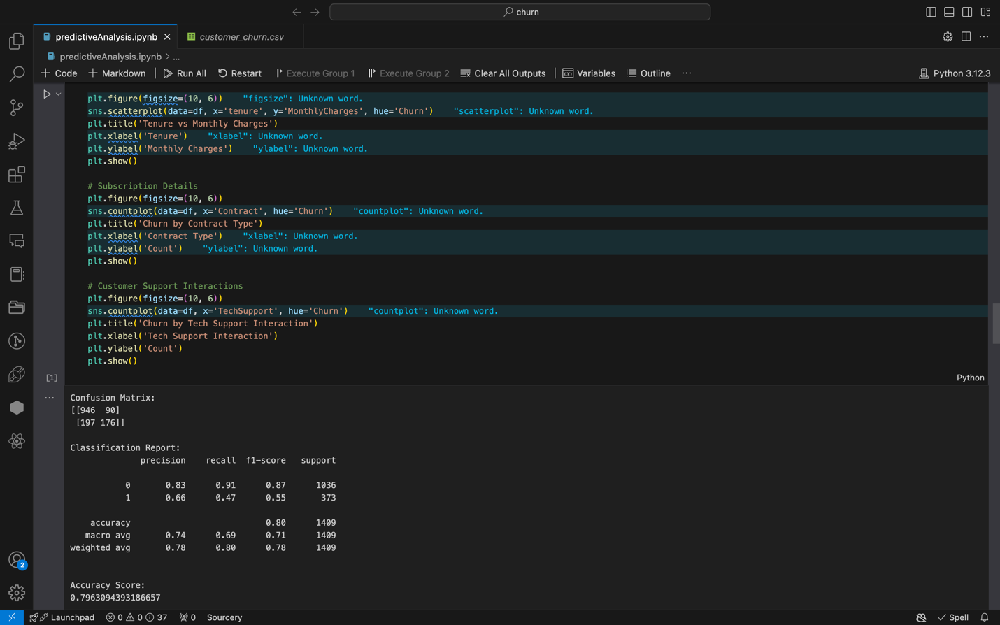 churn
predictiveAnalysis.ipynb
customer_churn.csv
predictiveAnalysis.ipynb > ...
+ Code + Markdown | Run All Restart Execute Group 1 Execute Group 2 Clear All Outputs | Variables Outline ... Python 3.12.3
plt.figure(figsize=(10, 6)) "figsize": Unknown word.
sns.scatterplot(data=df, x='tenure', y='MonthlyCharges', hue='Churn') "scatterplot": Unknown word.
plt.title('Tenure vs Monthly Charges')
plt.xlabel('Tenure') "xlabel": Unknown word.
plt.ylabel('Monthly Charges') "ylabel": Unknown word.
plt.show()
# Subscription Details
plt.figure(figsize=(10, 6))
sns.countplot(data=df, x='Contract', hue='Churn') "countplot": Unknown word.
plt.title('Churn by Contract Type')
plt.xlabel('Contract Type') "xlabel": Unknown word.
plt.ylabel('Count') "ylabel": Unknown word.
plt.show()
# Customer Support Interactions
plt.figure(figsize=(10, 6))
sns.countplot(data=df, x='TechSupport', hue='Churn') "countplot": Unknown word.
plt.title('Churn by Tech Support Interaction')
plt.xlabel('Tech Support Interaction')
plt.ylabel('Count')
plt.show()
[1] Python
... Confusion Matrix:
[[946 90]
[197 176]]
Classification Report:
precision recall f1-score support
0 0.83 0.91 0.87 1036
1 0.66 0.47 0.55 373
accuracy 0.80 1409
macro avg 0.74 0.69 0.71 1409
weighted avg 0.78 0.80 0.78 1409
Accuracy Score:
0.7963094393186657
2
Launchpad 0 0 37 0 Sourcery Spell